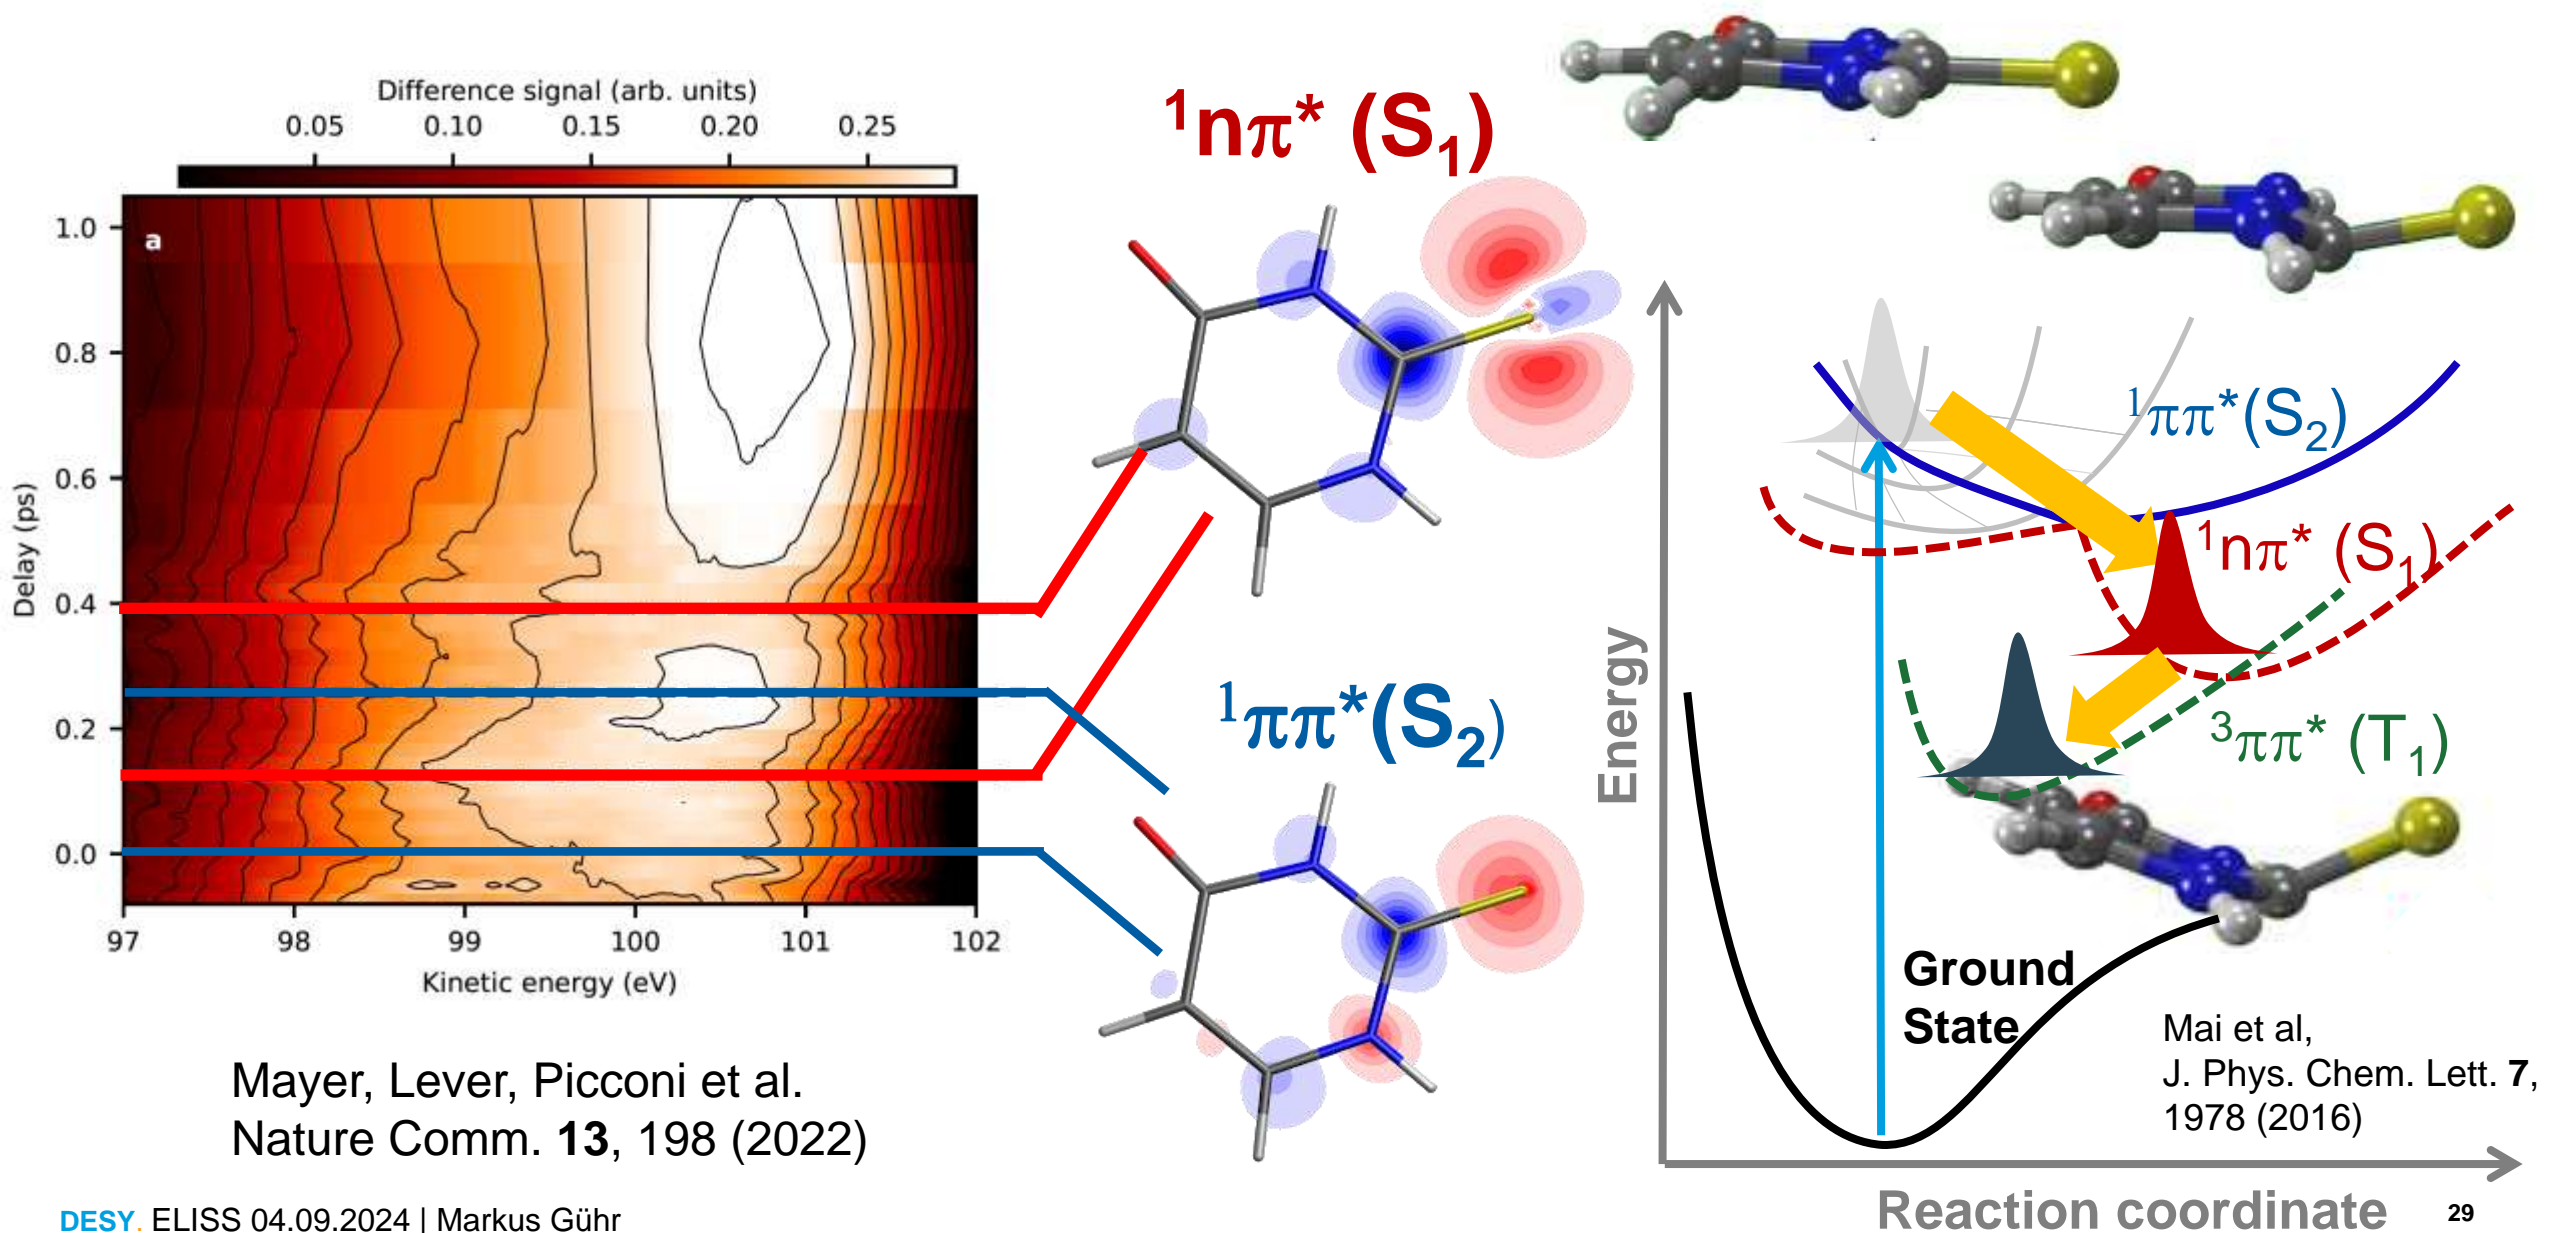 Difference signal (arb. units)
0.05 0.10 0.15 0.20 0.25
a
1.0
0.8
0.6
0.4
0.2
0.0
Delay (ps)
97 98 99 100 101 102
Kinetic energy (eV)
Mayer, Lever, Picconi et al.
Nature Comm. 13, 198 (2022)
¹nπ* (S₁)
¹ππ*(S₂)
Energy
¹ππ*(S₂)
¹nπ* (S₁)
³ππ* (T₁)
Ground
State
Mai et al,
J. Phys. Chem. Lett. 7,
1978 (2016)
Reaction coordinate
DESY. ELISS 04.09.2024 | Markus Gühr
29